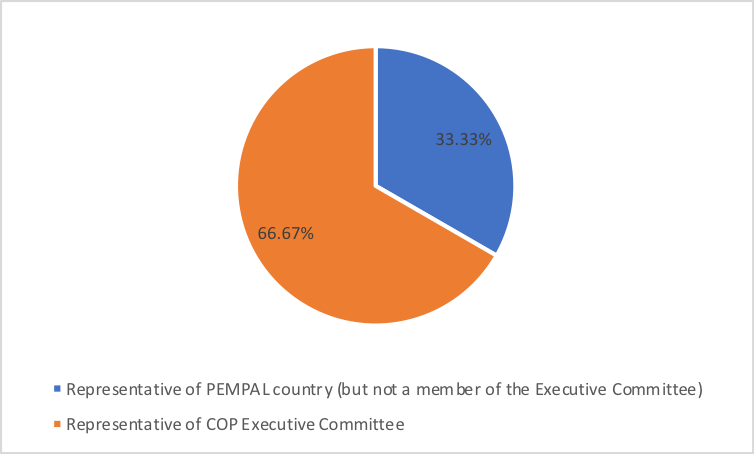 33.33%
66.67%
Representative of PEMPAL country (but not a member of the Executive Committee)
Representative of COP Executive Committee